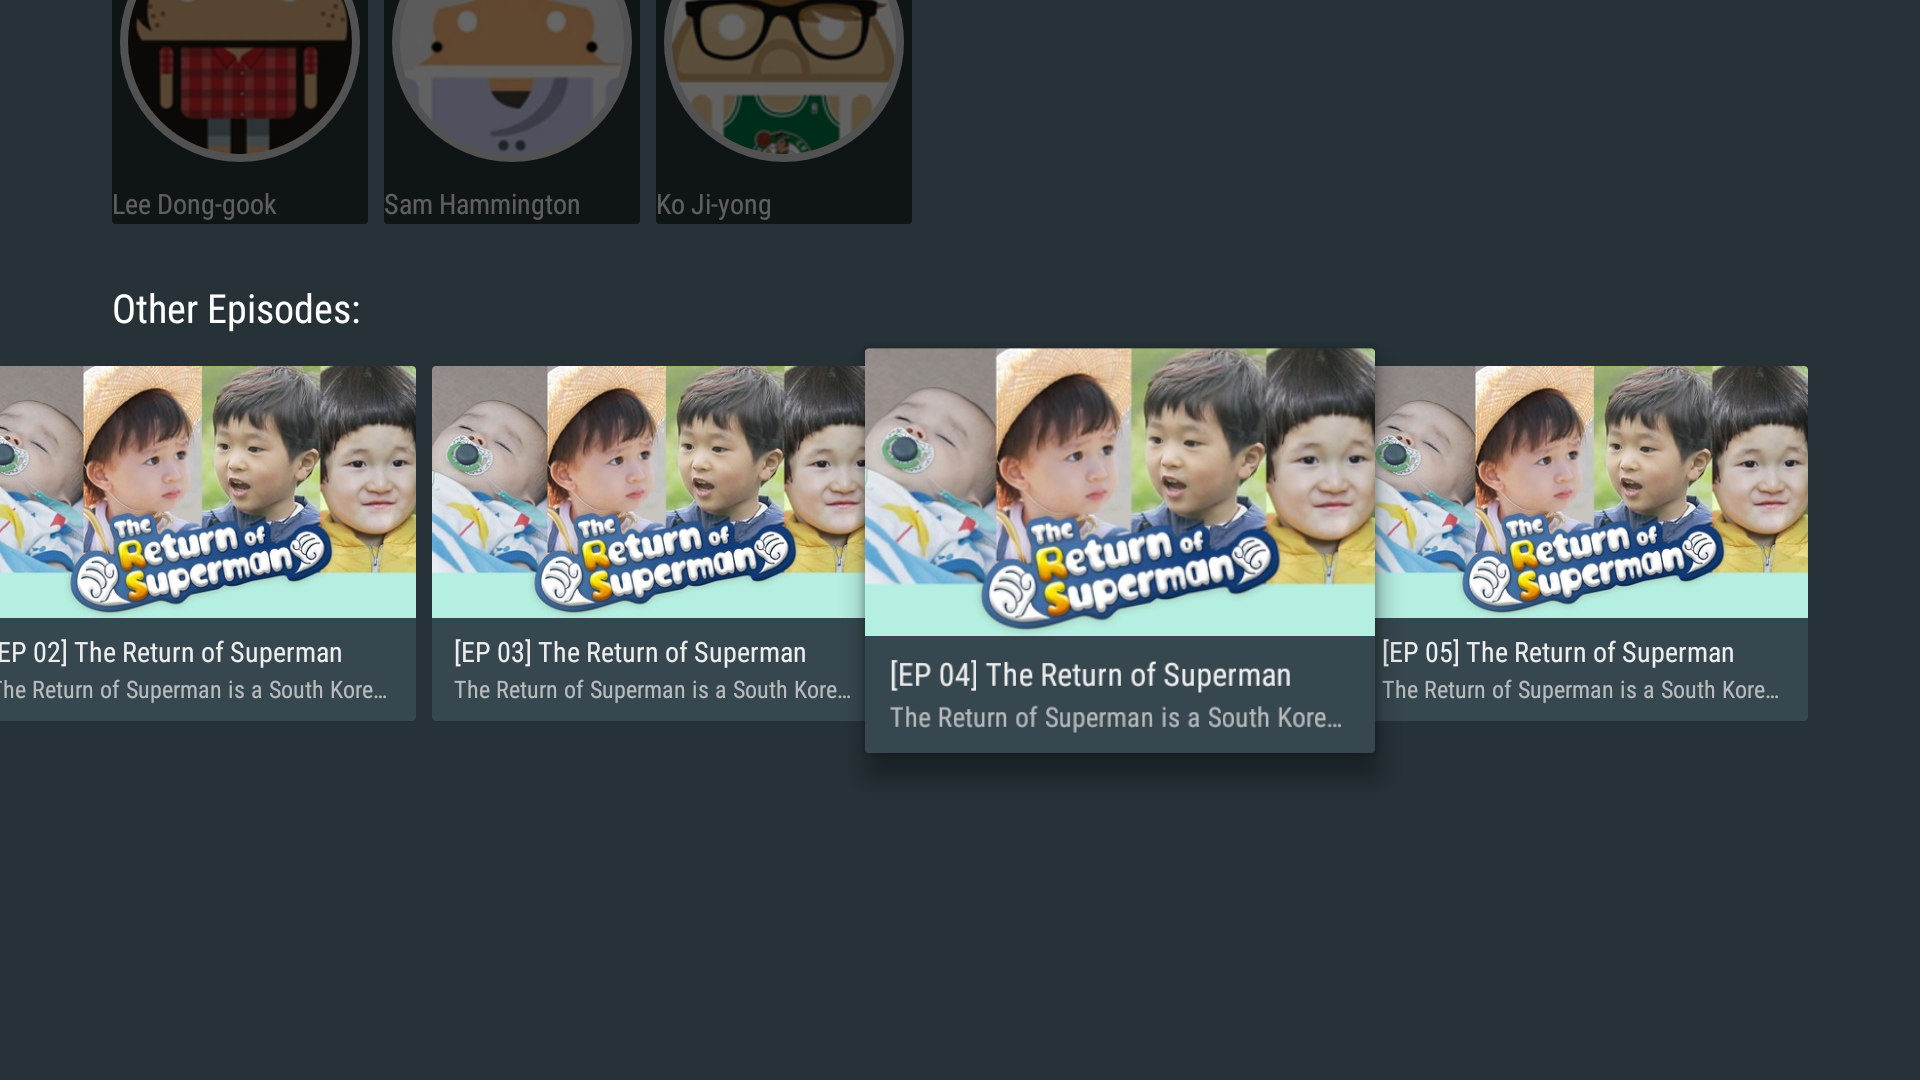 Lee Dong-gook
Sam Hammington
Ko Ji-yong
Other Episodes:
The
Return of
Superman
The
Return of
Superman
The
Return of
Superman
The
Return of
Superman
EP 02] The Return of Superman
The Return of Superman is a South Kore...
[EP 03] The Return of Superman
The Return of Superman is a South Kore...
[EP 04] The Return of Superman
The Return of Superman is a South Kore...
[EP 05] The Return of Superman
The Return of Superman is a South Kore...